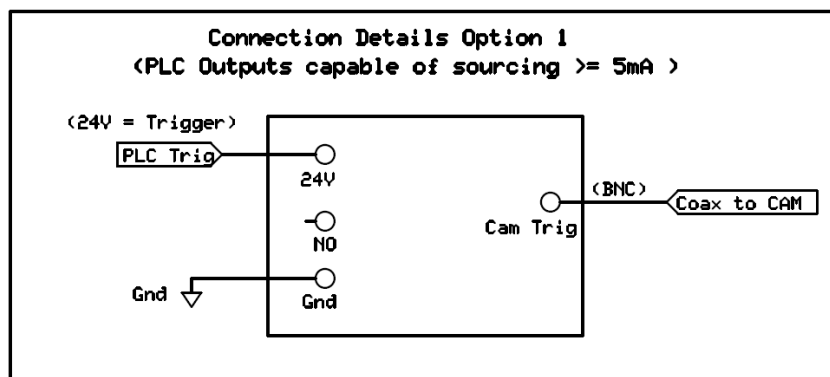 Connection Details Option 1
(PLC Outputs capable of sourcing >= 5mA )
(24V = Trigger)
PLC Trig
24V
(BNC)
Coax to CAM
Cam Trig
NO
Gnd
Gnd